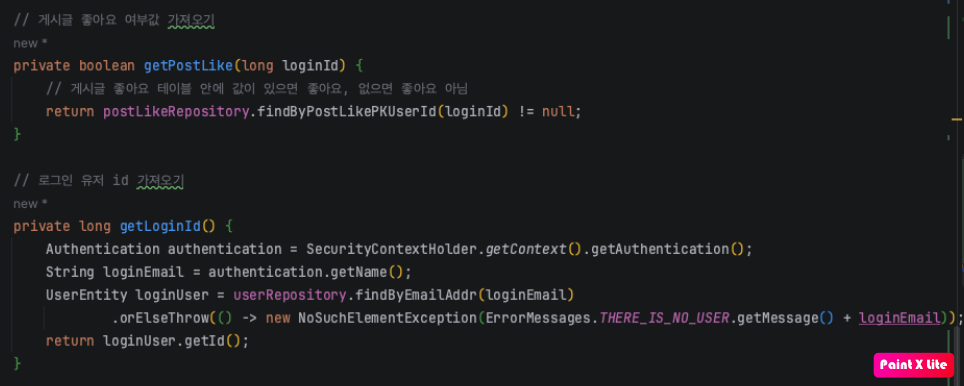 // 게시글 좋아요 여부값 가져오기
new *
private boolean getPostLike(long loginId) {
// 게시글 좋아요 테이블 안에 값이 있으면 좋아요, 없으면 좋아요 아님
return postLikeRepository.findByPostLikePKUserId(loginId) != null;
}
// 로그인 유저 id 가져오기
new *
private long getLoginId() {
Authentication authentication = SecurityContextHolder.getContext().getAuthentication();
String loginEmail = authentication.getName();
UserEntity loginUser = userRepository.findByEmailAddr(loginEmail)
.orElseThrow(() -> new NoSuchElementException(ErrorMessages.THERE_IS_NO_USER.getMessage() + loginEmail));
return loginUser.getId();
}
Paint X Lite